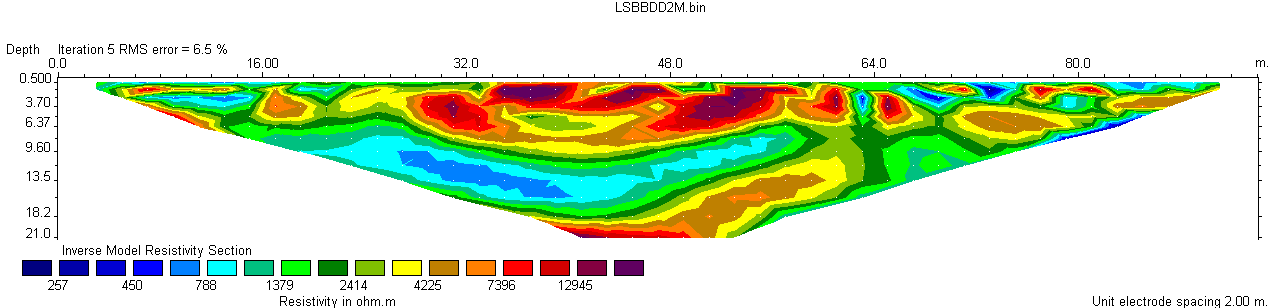 LSBBDD2M.bin
Depth Iteration 5 RMS error = 6.5 %
0.0 16.00 32.0 48.0 64.0 80.0 m.
0.500
3.70
6.37
9.60
13.5
18.2
21.0
Inverse Model Resistivity Section
257 450 788 1379 2414 4225 7396 12945
Resistivity in ohm.m
Unit electrode spacing 2.00 m.